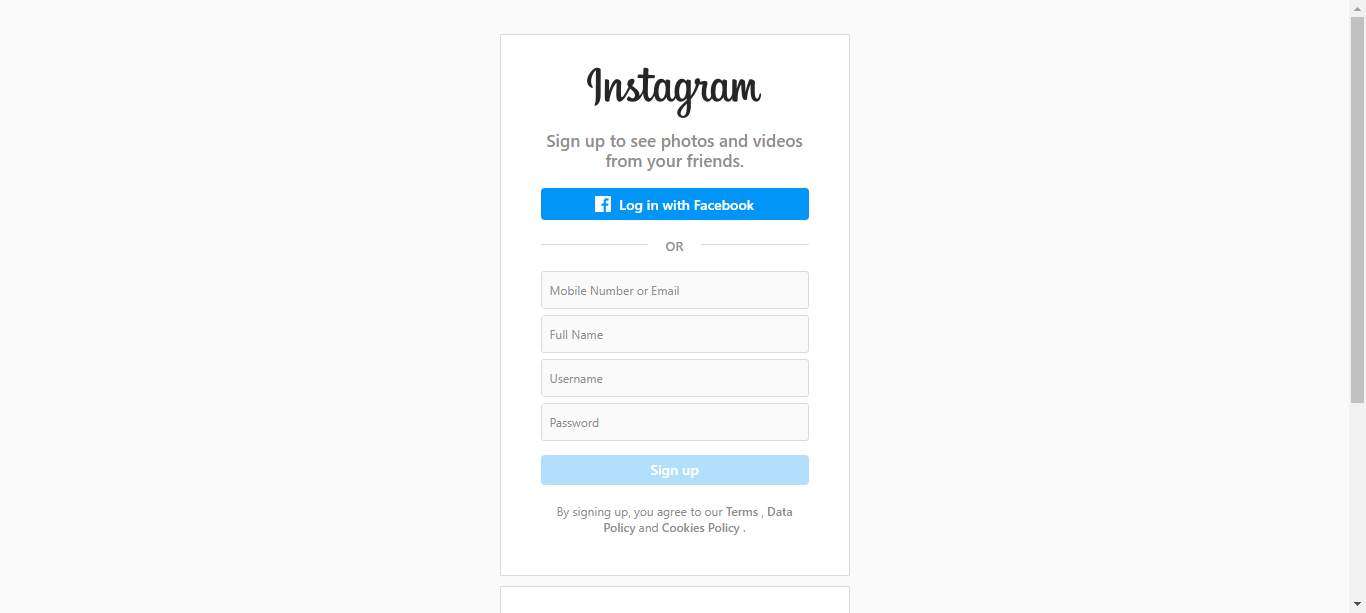 Instagram
Sign up to see photos and videos
from your friends.
Log in with Facebook
OR
Mobile Number or Email
Full Name
Username
Password
Sign up
By signing up, you agree to our Terms , Data
Policy and Cookies Policy .